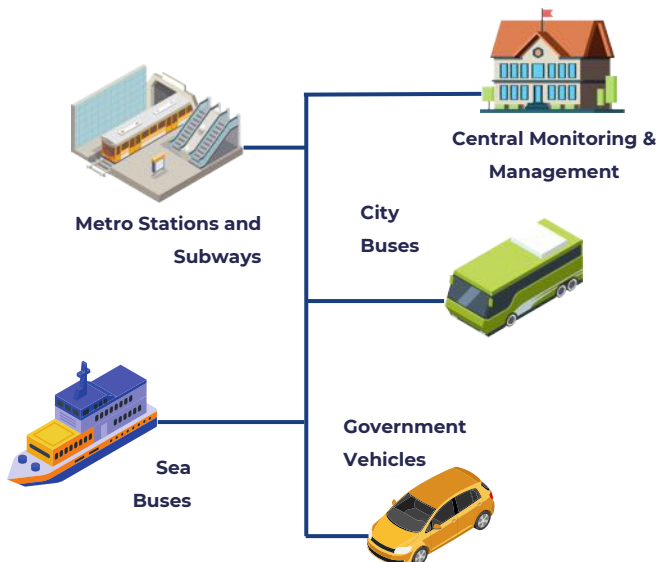 Central Monitoring &
Management
Metro Stations and
Subways
City
Buses
Sea
Buses
Government
Vehicles